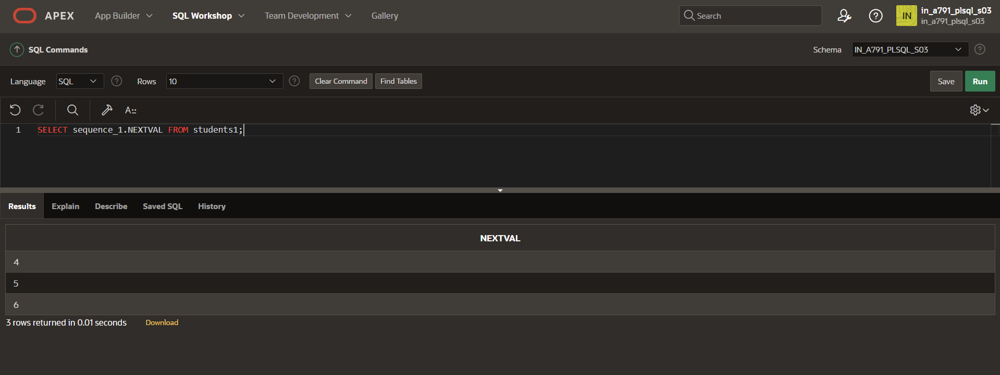 APEX App Builder SQL Workshop Team Development Gallery Search IN in_a791_plsql_s03
in_a791_plsql_s03
SQL Commands Schema IN_A791_PLSQL_S03
Language SQL Rows 10 Clear Command Find Tables Save Run
A::
1 SELECT sequence_1.NEXTVAL FROM students1;
Results Explain Describe Saved SQL History
NEXTVAL
4
5
6
3 rows returned in 0.01 seconds Download